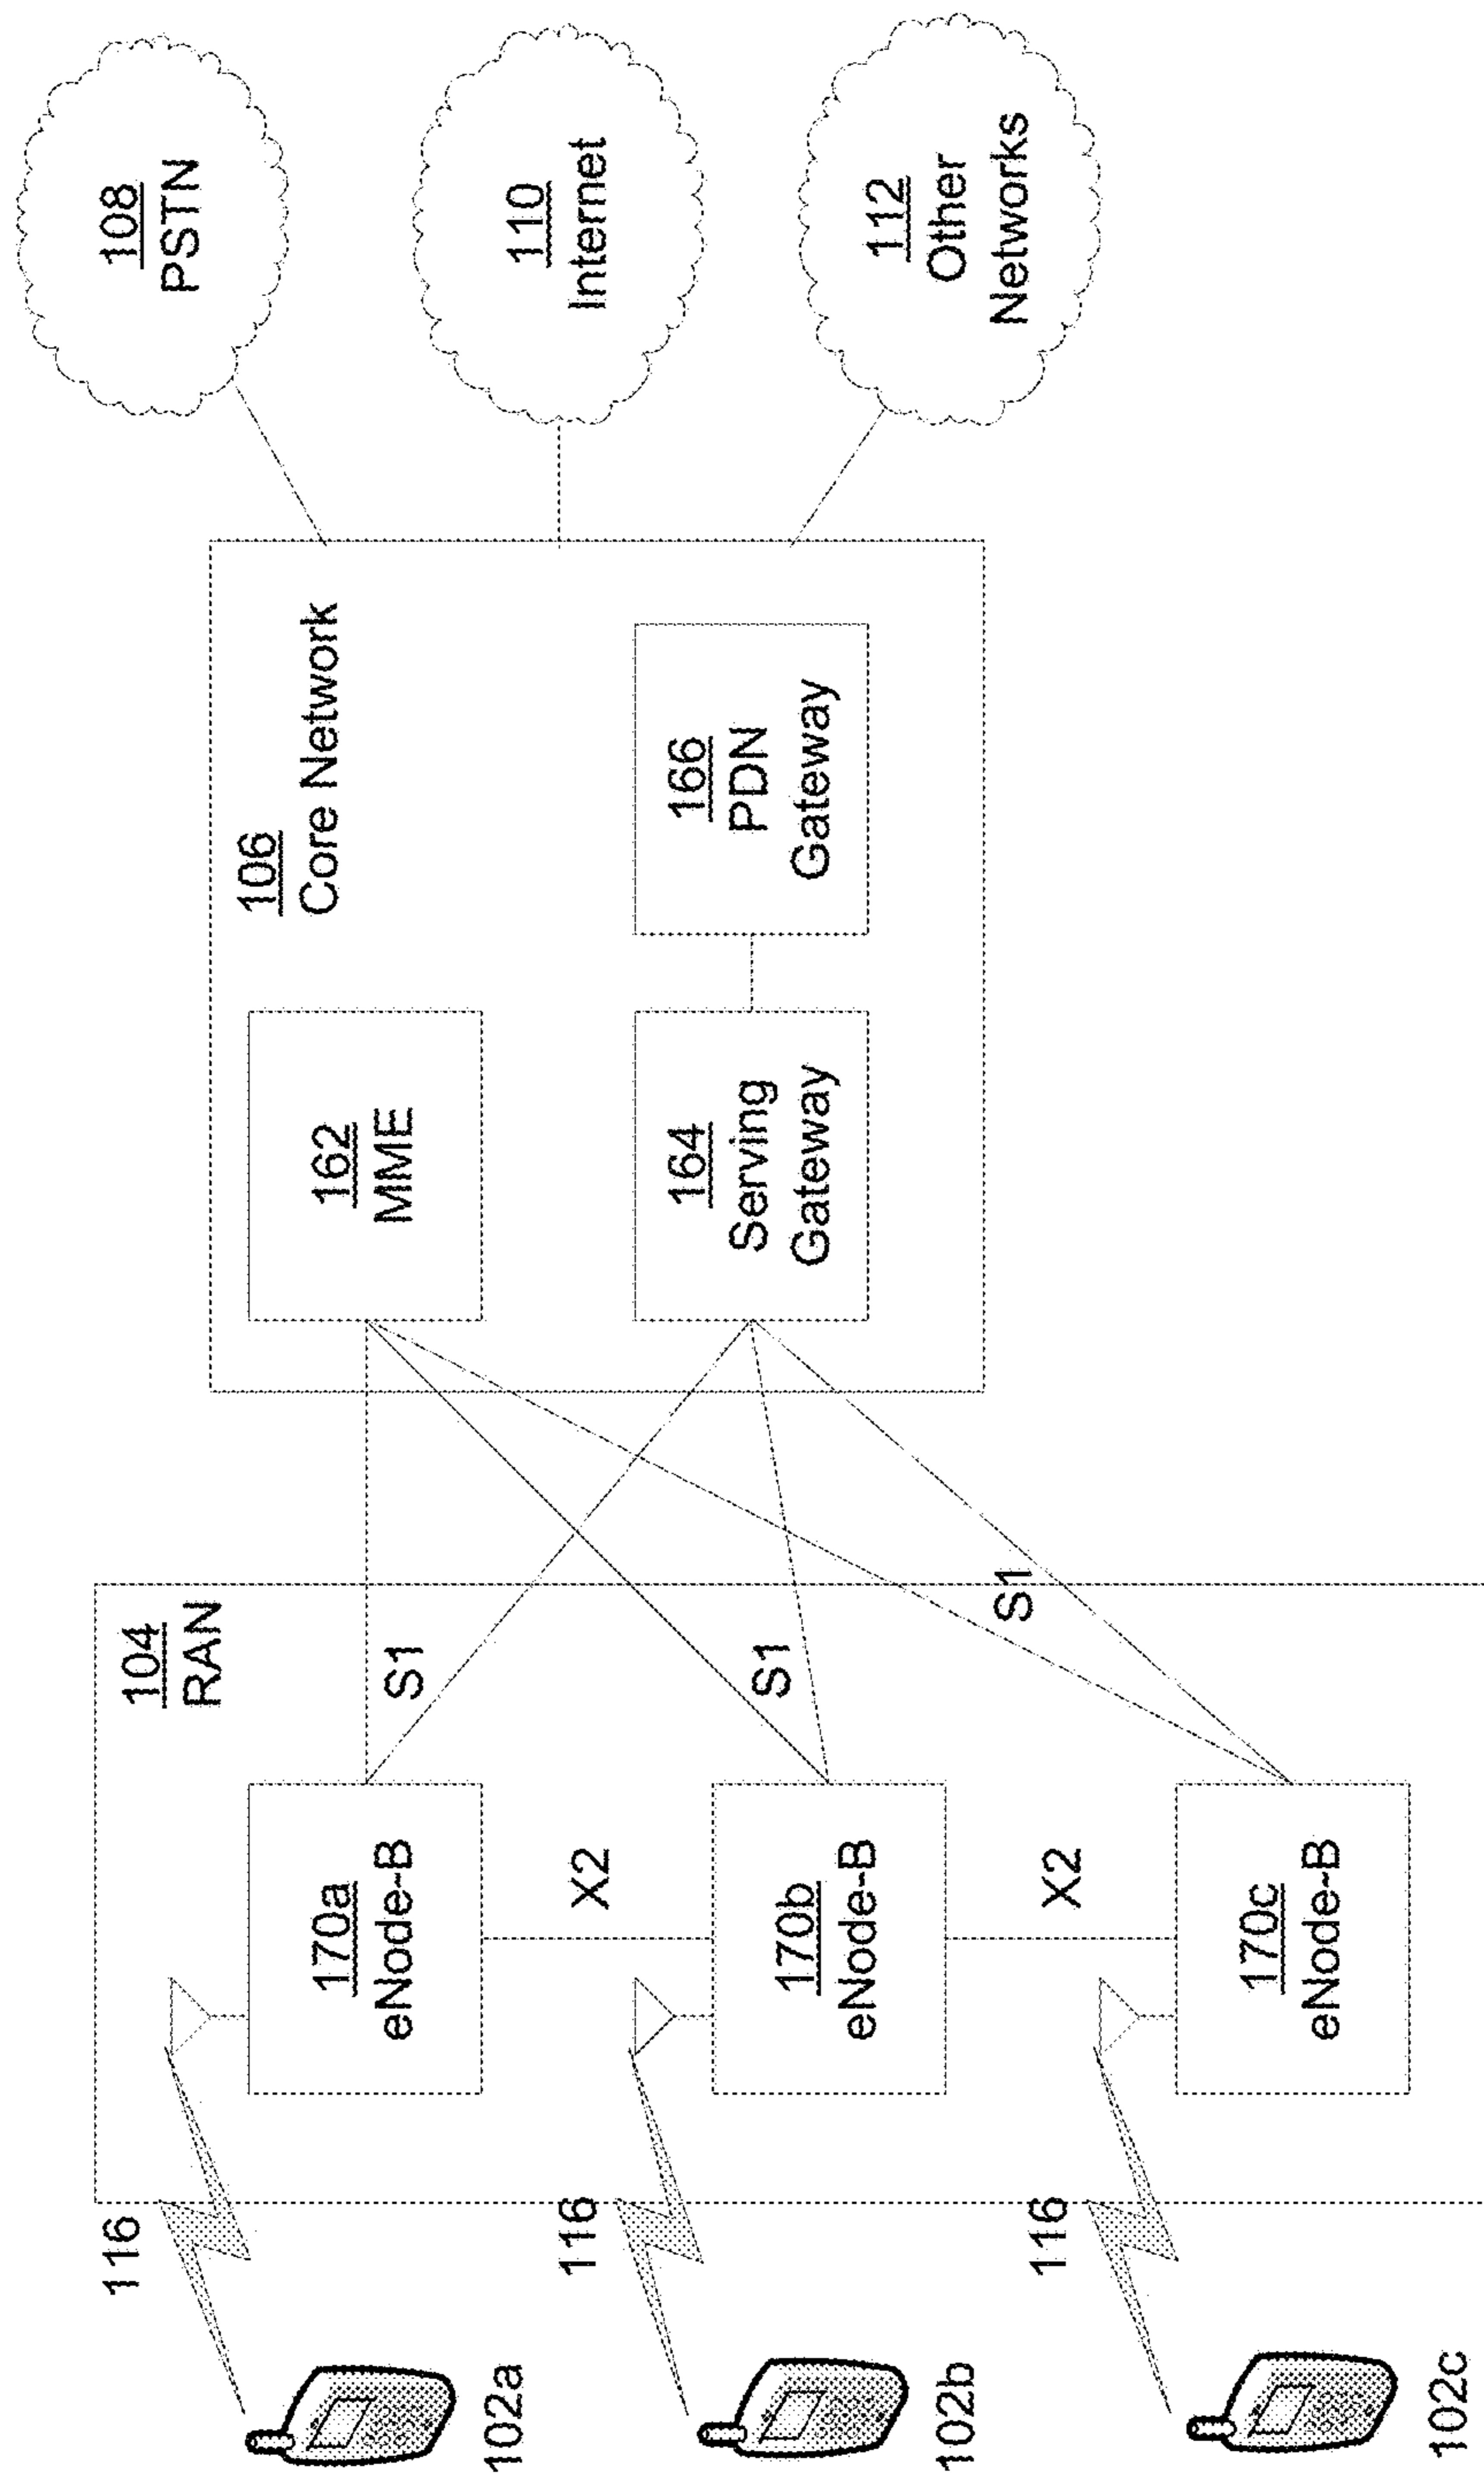 104
RAN
116
102a
170a
eNode-B
S1
X2
116
102b
170b
eNode-B
S1
X2
116
102c
170c
eNode-B
S1
106
Core Network
162
MME
164
Serving
Gateway
166
PDN
Gateway
108
PSTN
110
Internet
112
Other
Networks